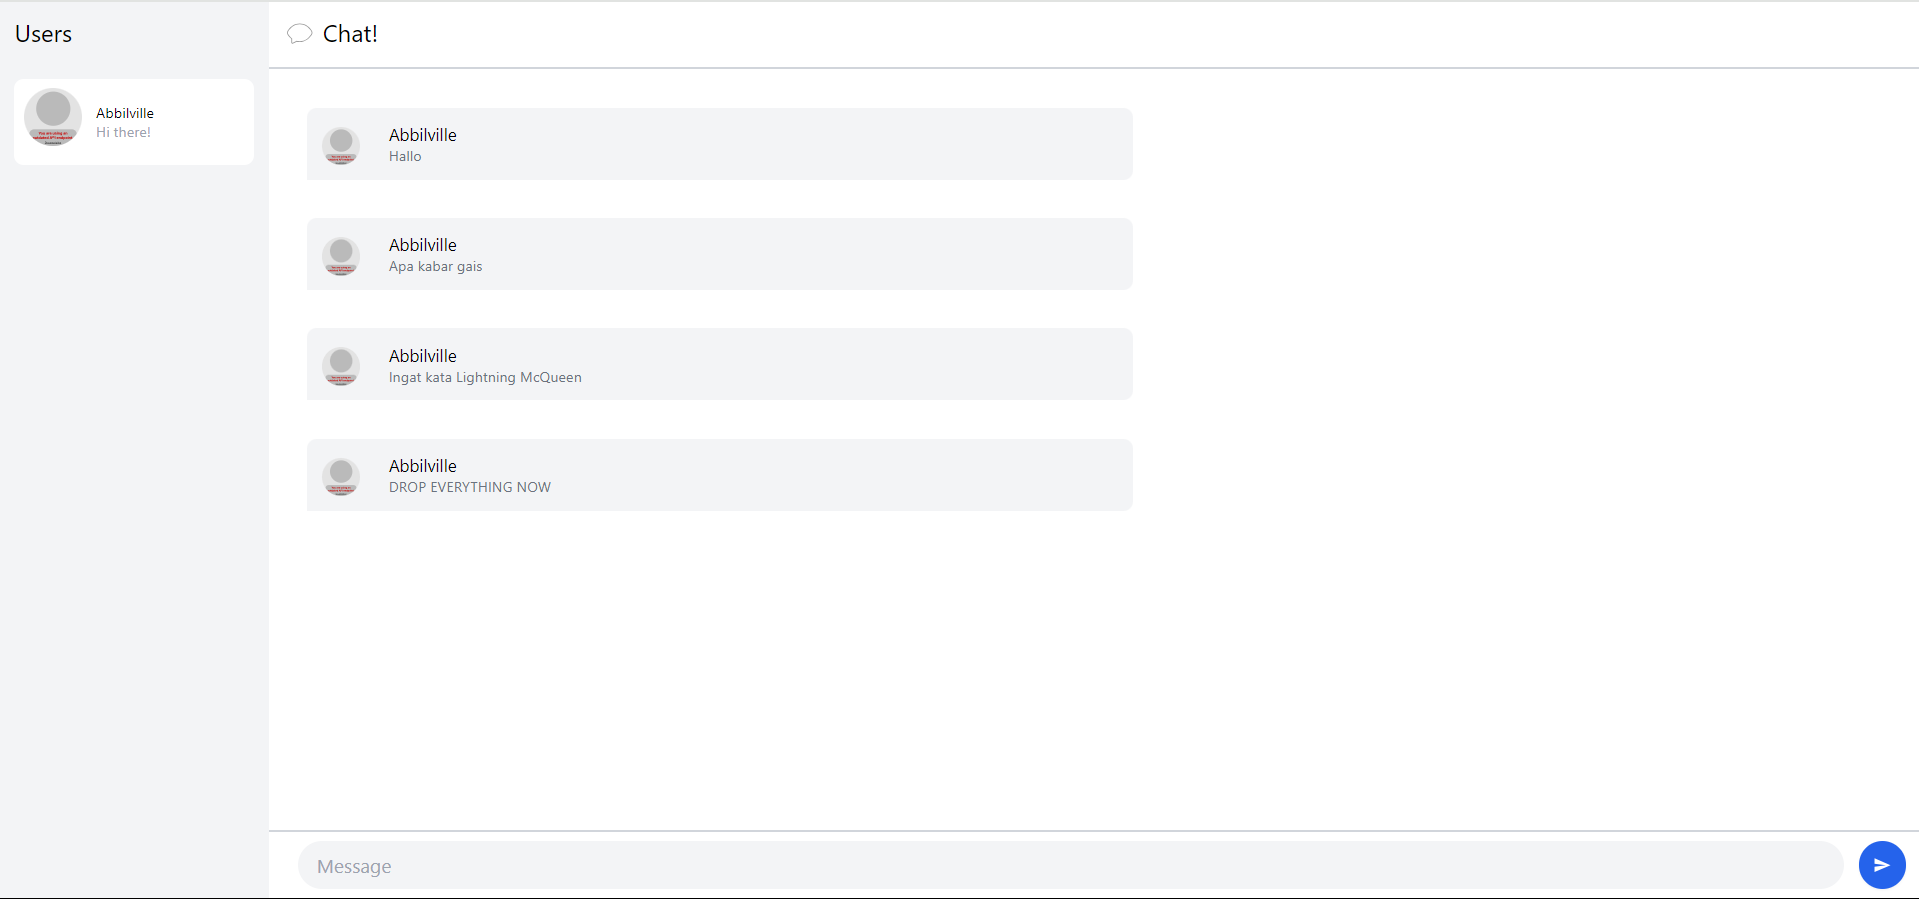 Users
Chat!
Abbilville
Hi there!
Abbilville
Hallo
Abbilville
Apa kabar gais
Abbilville
Ingat kata Lightning McQueen
Abbilville
DROP EVERYTHING NOW
Message